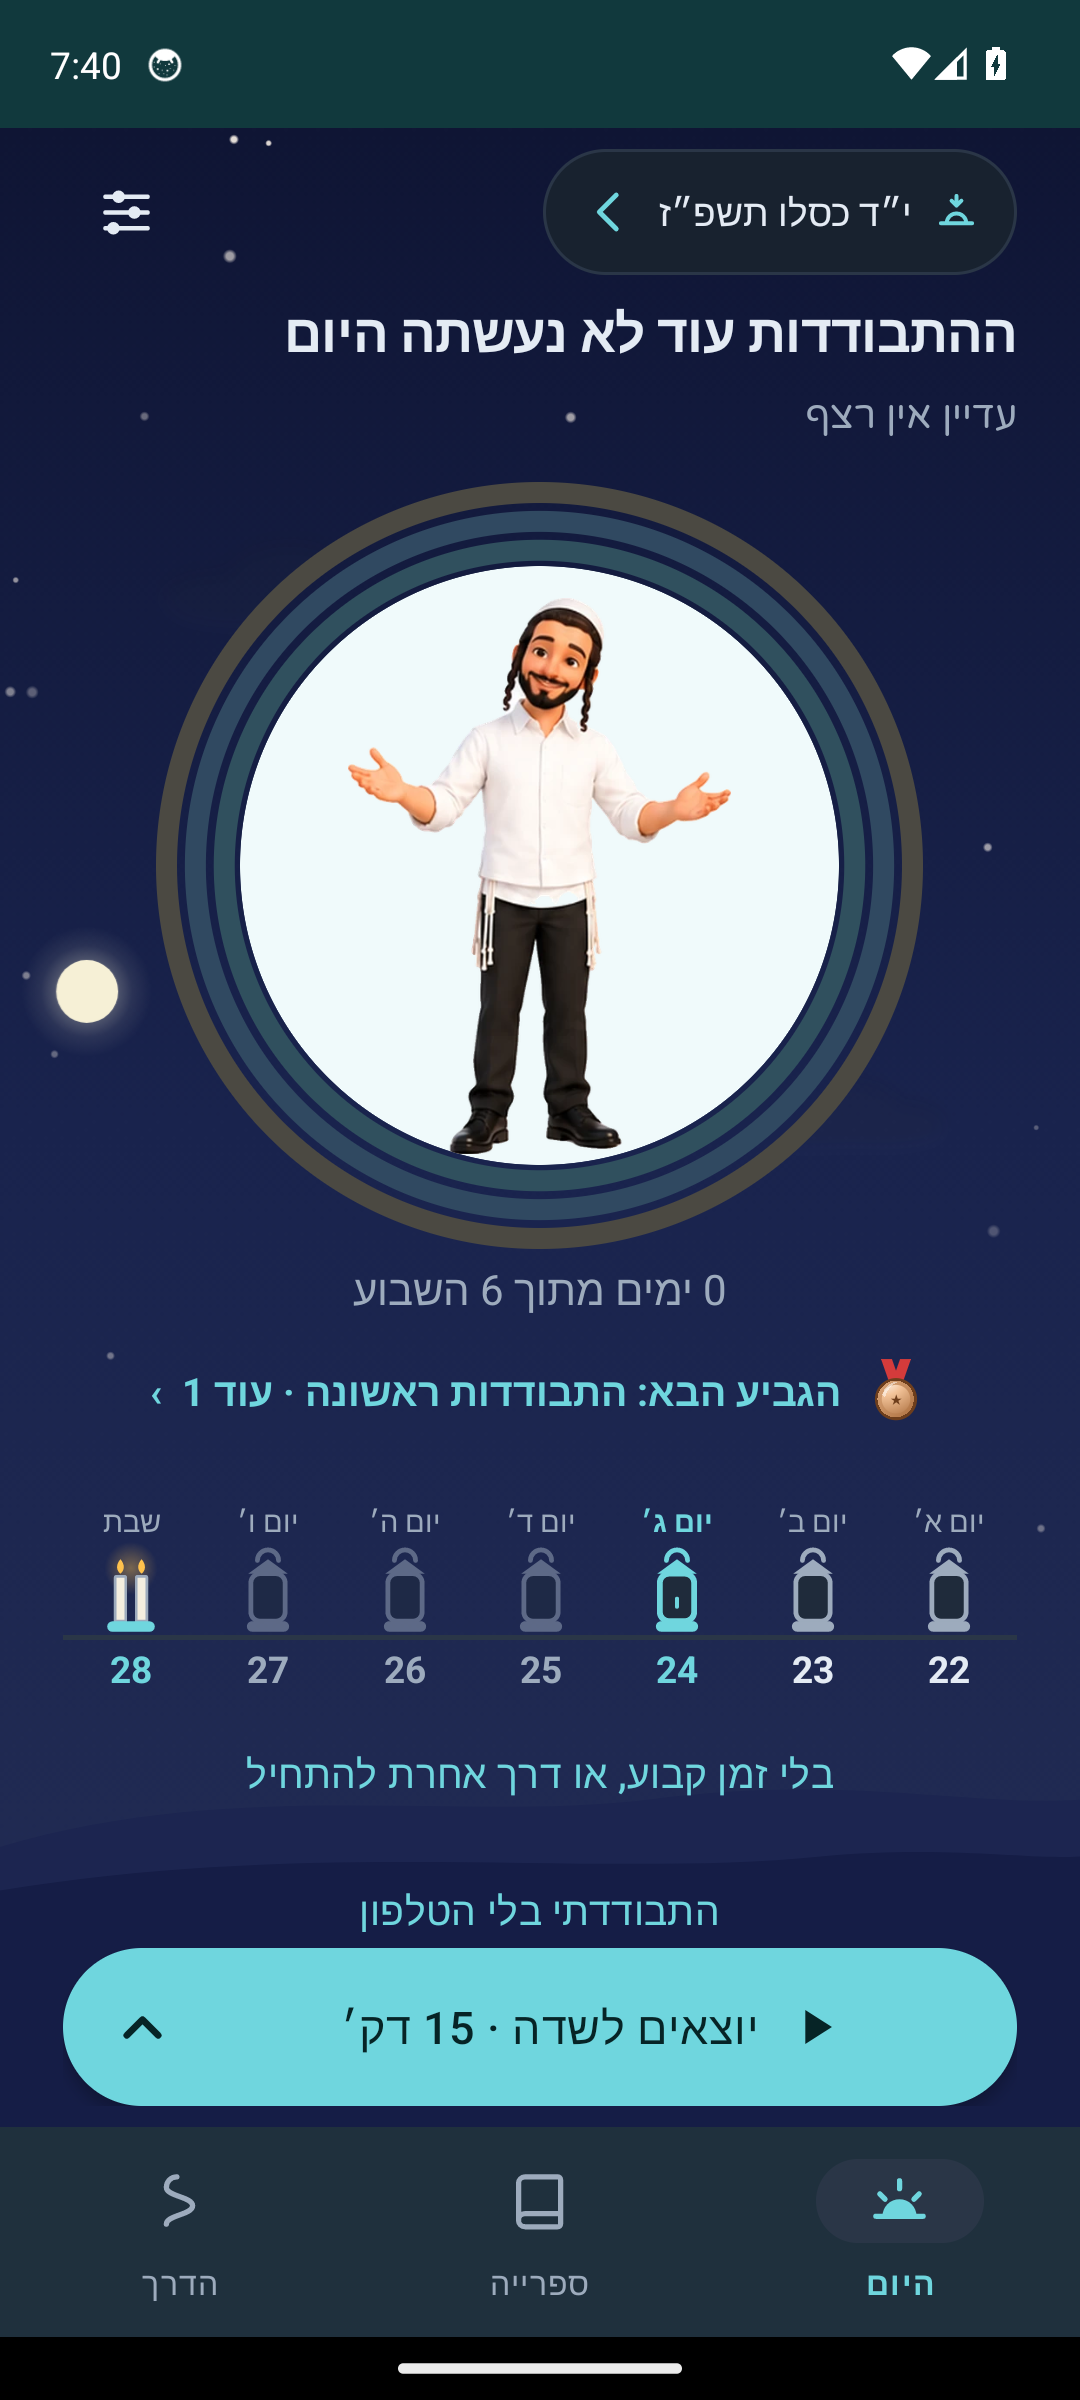 7:40
י״ד כסלו תשפ״ז
ההתבודדות עוד לא נעשתה היום
עדיין אין רצף
0 ימים מתוך 6 השבוע
הגביע הבא: התבודדות ראשונה · עוד 1 ›
יום א׳ יום ב׳ יום ג׳ יום ד׳ יום ה׳ יום ו׳ שבת
22 23 24 25 26 27 28
בלי זמן קבוע, או דרך אחרת להתחיל
התבודדתי בלי הטלפון
יוצאים לשדה · 15 דק׳
היום ספרייה הדרך